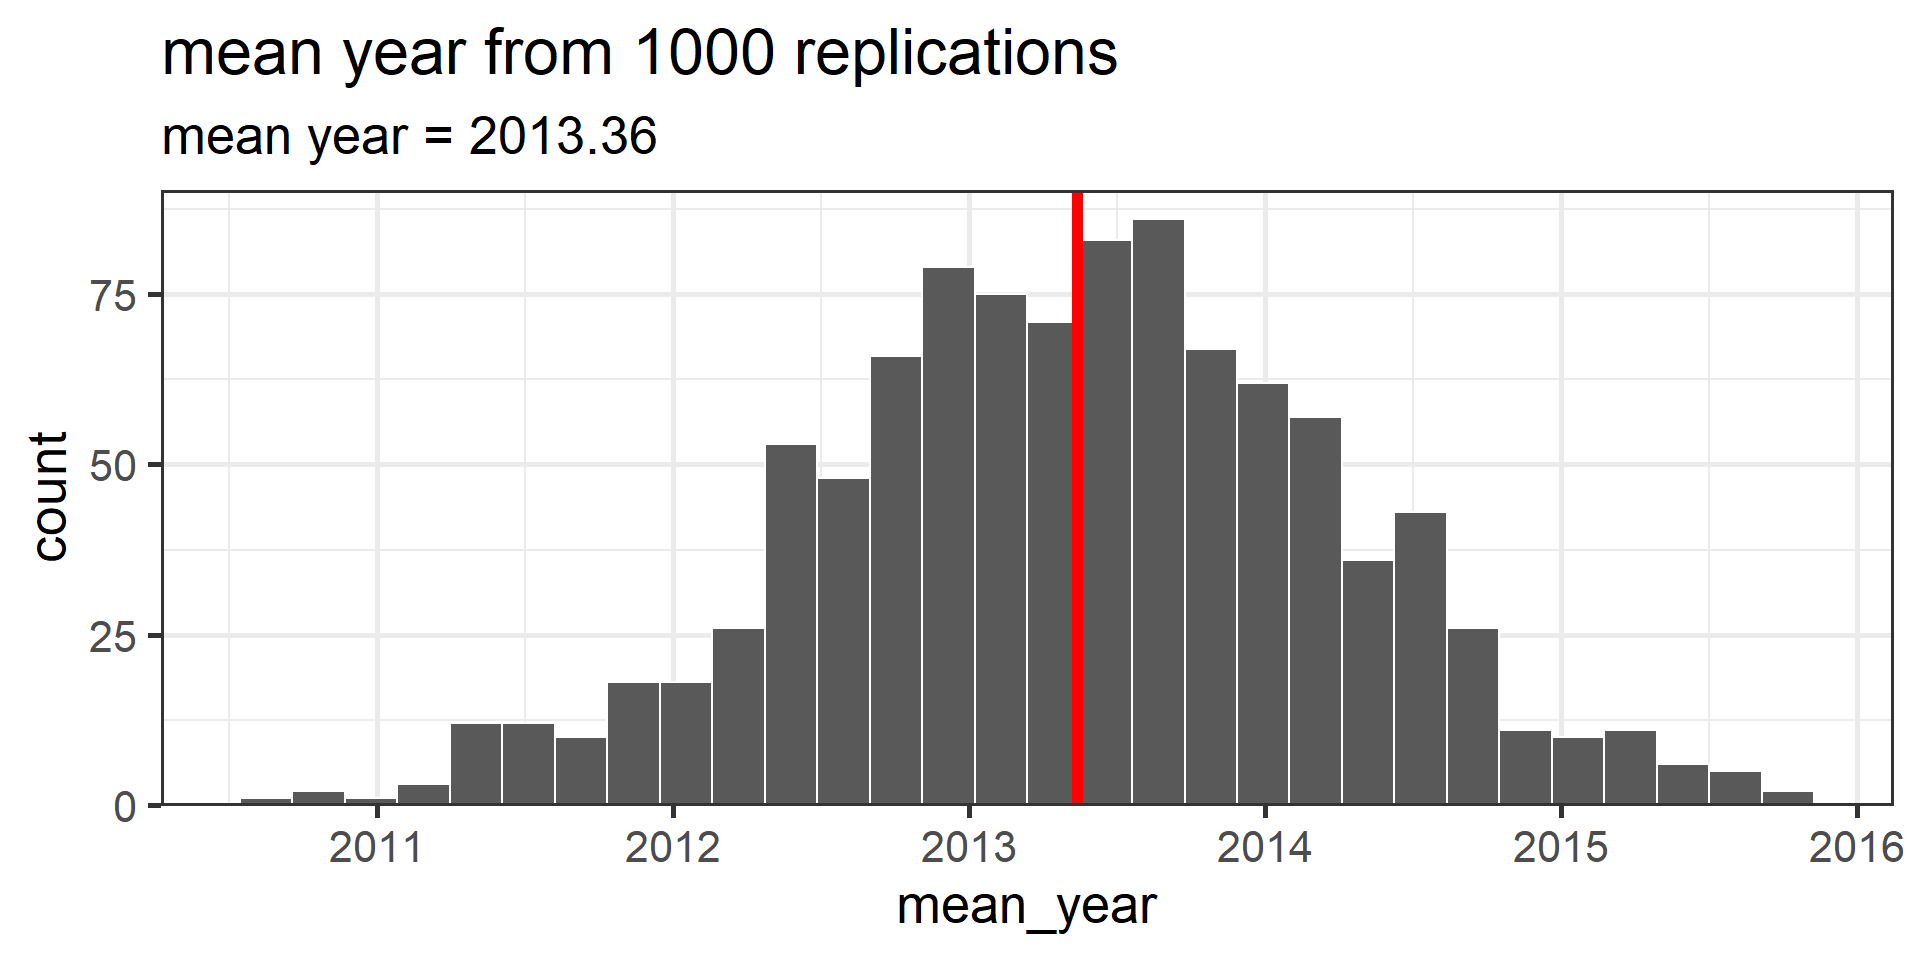 mean year from 1000 replications
mean year = 2013.36
75
50
25
0
count
2011 2012 2013 2014 2015 2016
mean_year